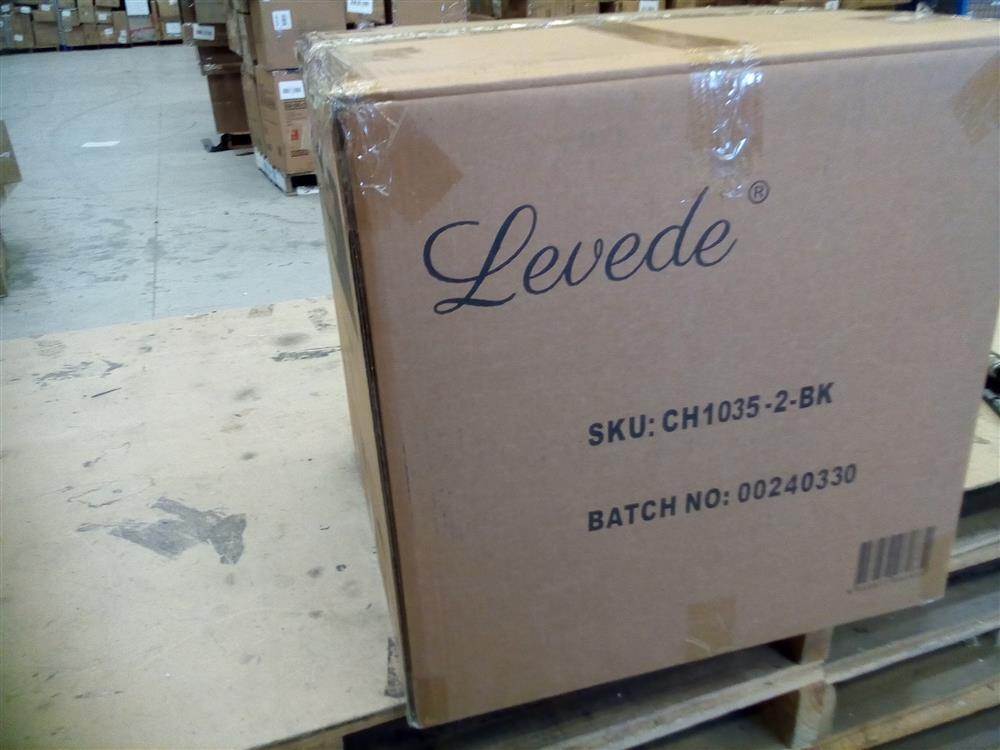 Levede®
SKU: CH1035-2-BK
BATCH NO: 00240330